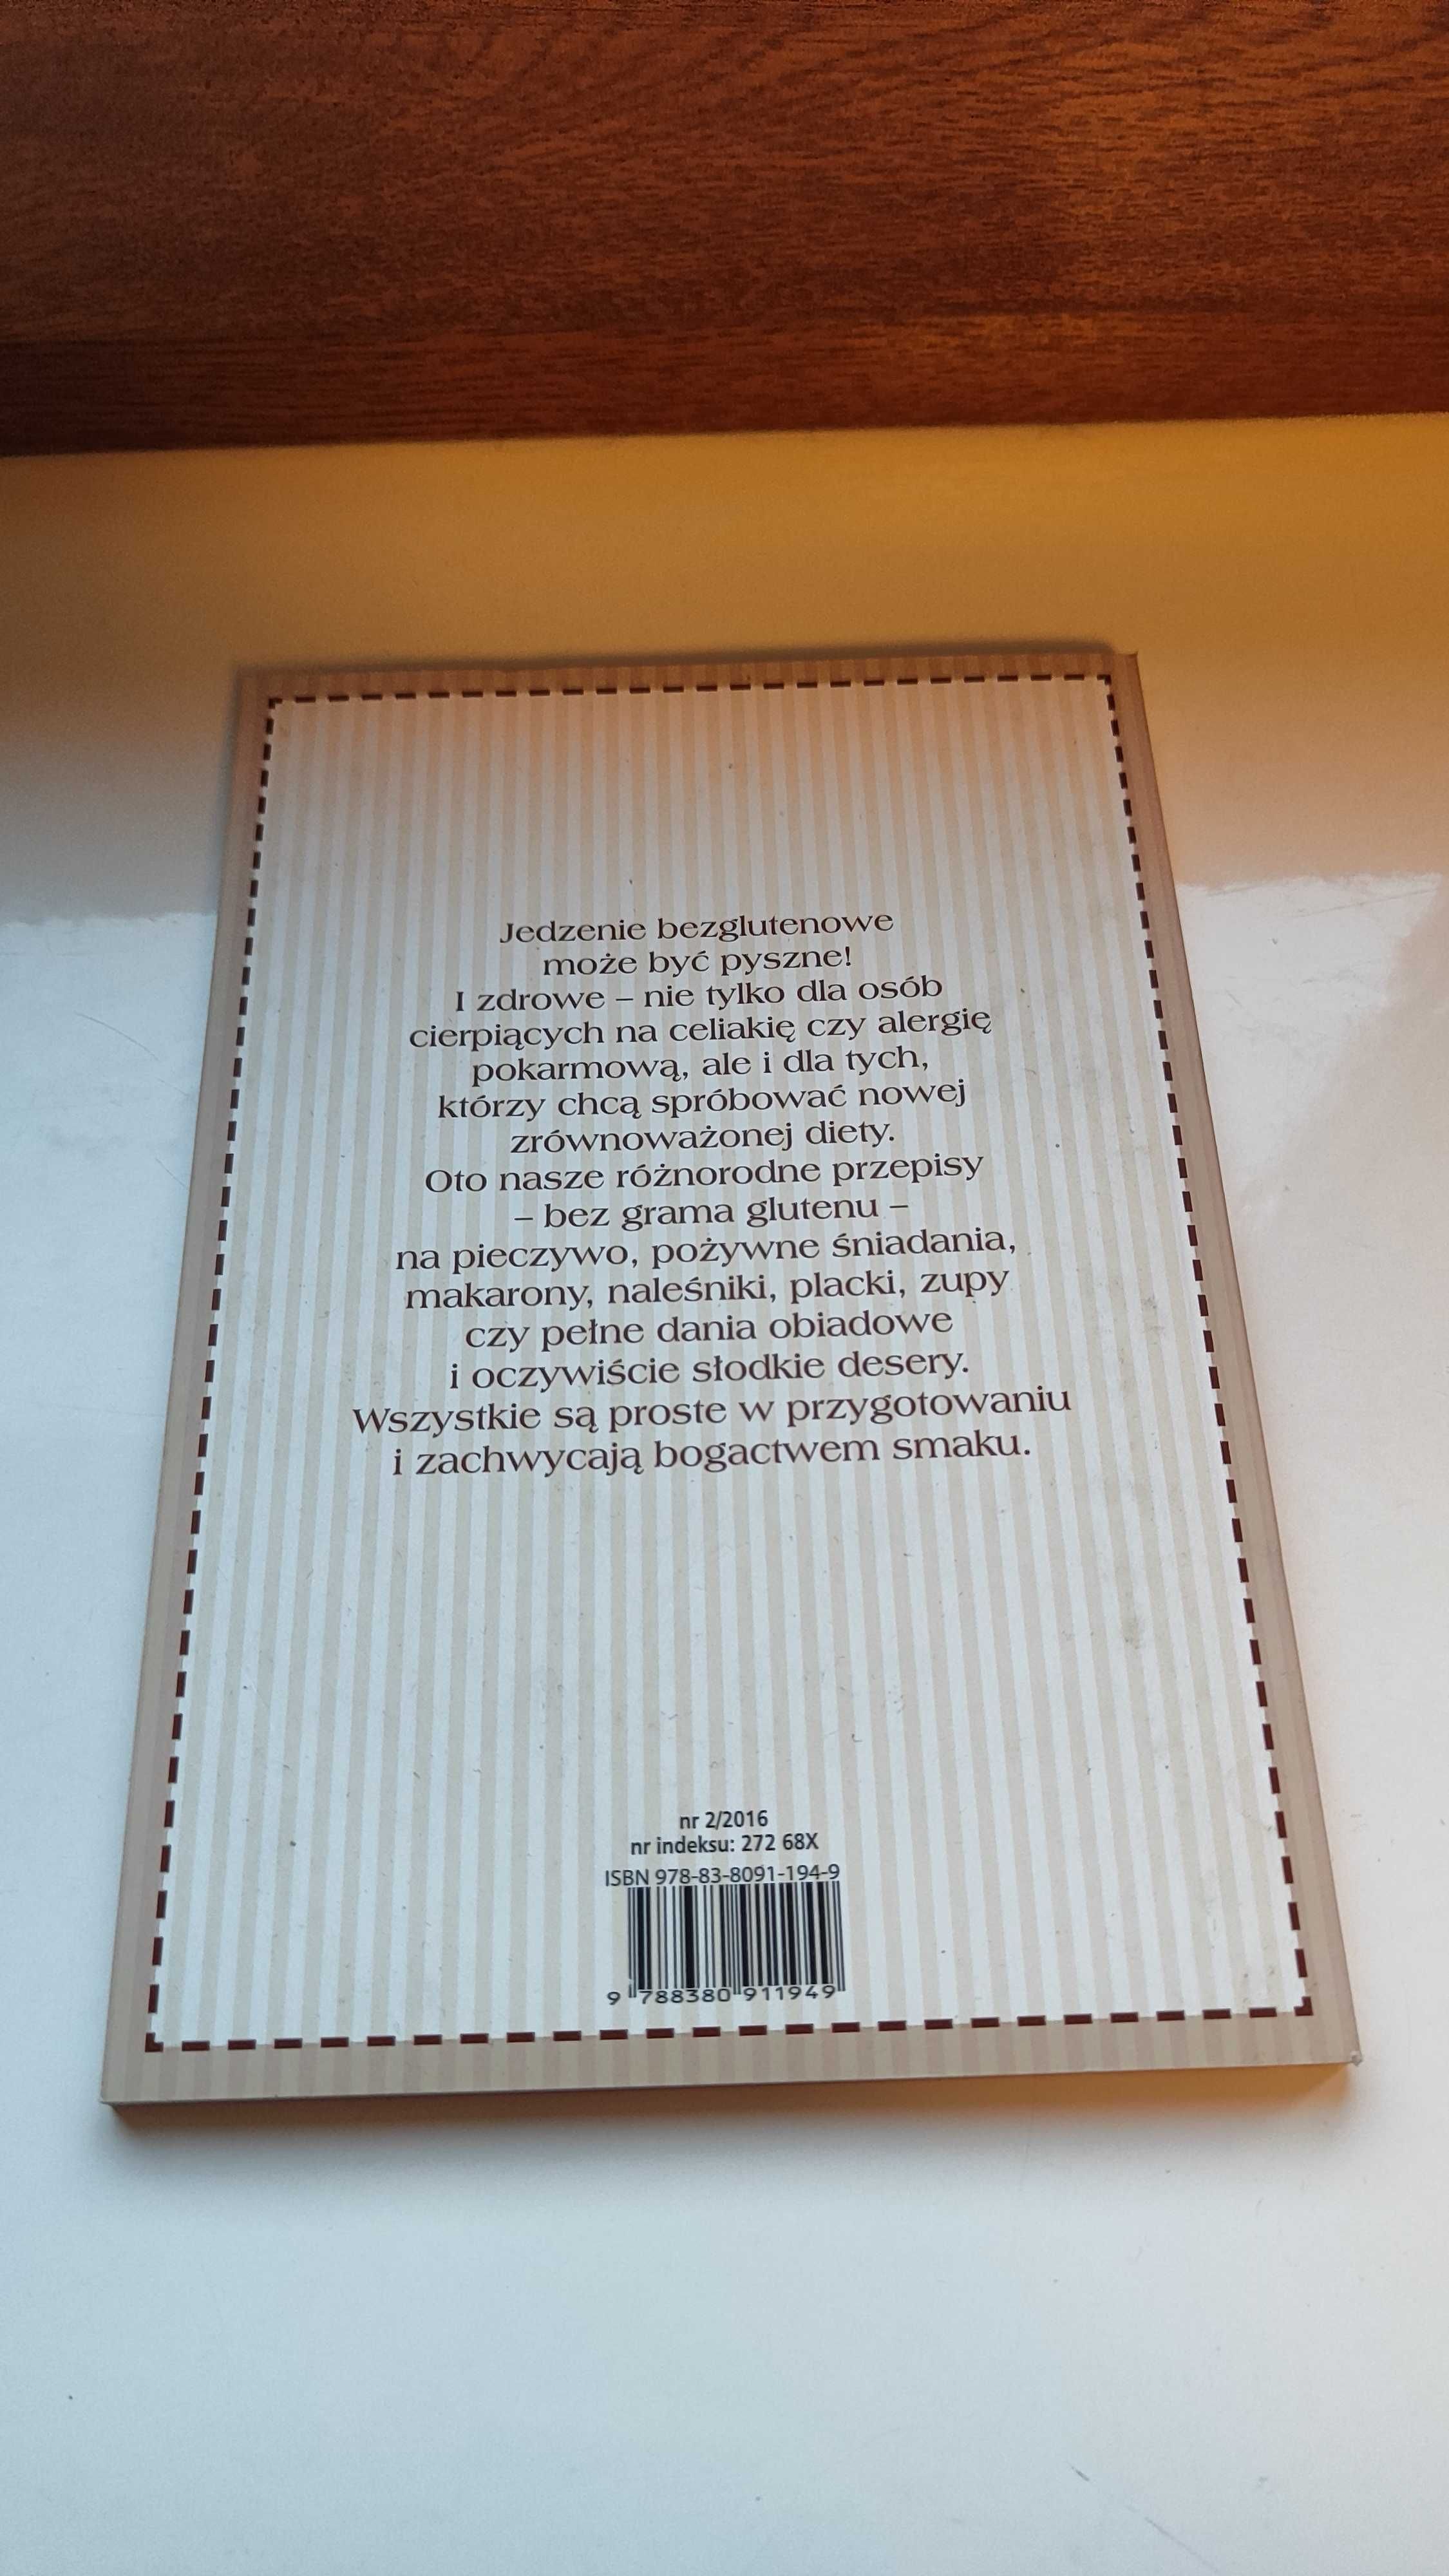 Jedzenie bezglutenowe
może być pyszne!
I zdrowe – nie tylko dla osób
cierpiących na celiakię czy alergię
pokarmową, ale i dla tych,
którzy chcą spróbować nowej
zrównoważonej diety.
Oto nasze różnorodne przepisy
– bez grama glutenu –
na pieczywo, pożywne śniadania,
makarony, naleśniki, placki, zupy
czy pełne dania obiadowe
i oczywiście słodkie desery.
Wszystkie są proste w przygotowaniu
i zachwycają bogactwem smaku.
nr 2/2016
nr indeksu: 272 68X
ISBN 978-83-8091-194-9
9 788380 911949